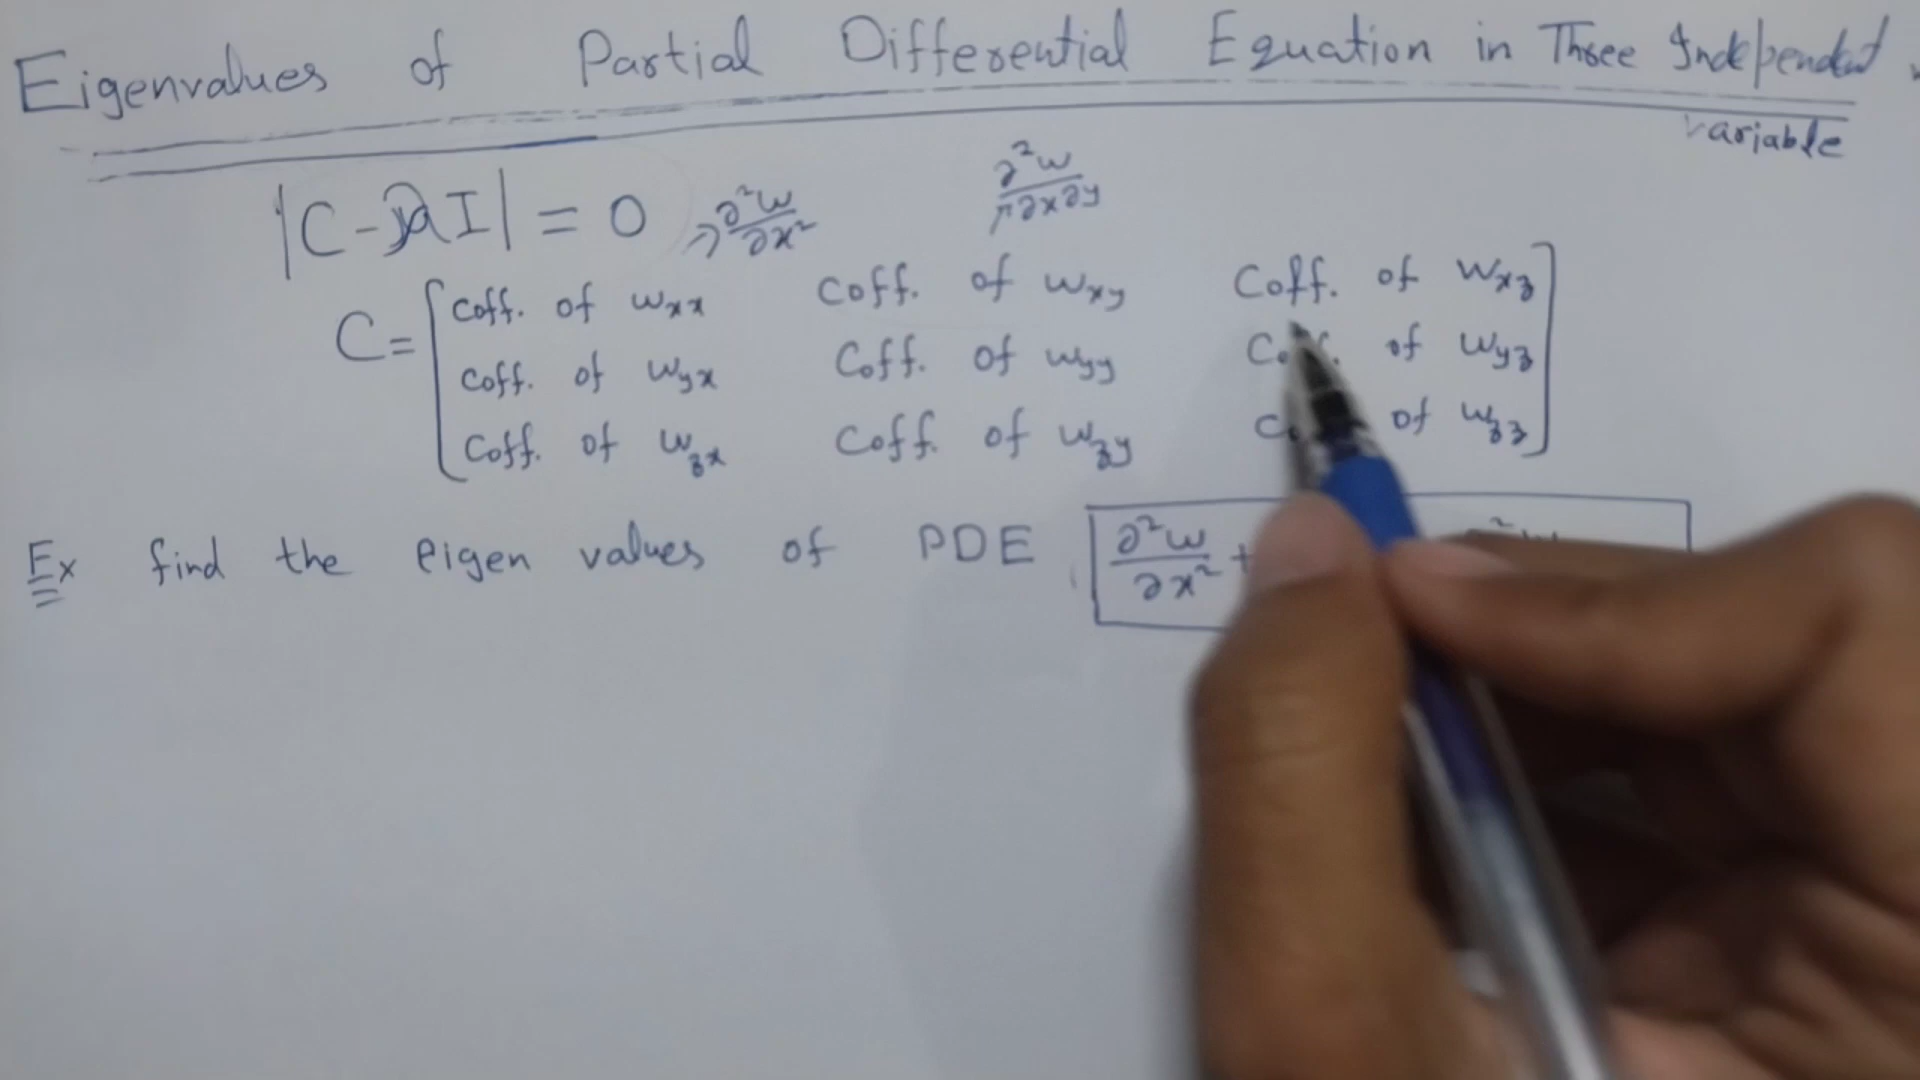 Eigenvalues of Partial Differential Equation in Three Independent
variable
|C-λI| = 0 → ∂²w/∂x² ∂²w/∂x∂y
C= [ Coff. of wxx Coff. of wxy Coff. of wxz ]
Coff. of wyx Coff. of wyy Coff. of wyz
Coff. of wzx Coff. of wzy of wzz
Ex find the eigen values of PDE ∂²w/∂x² +